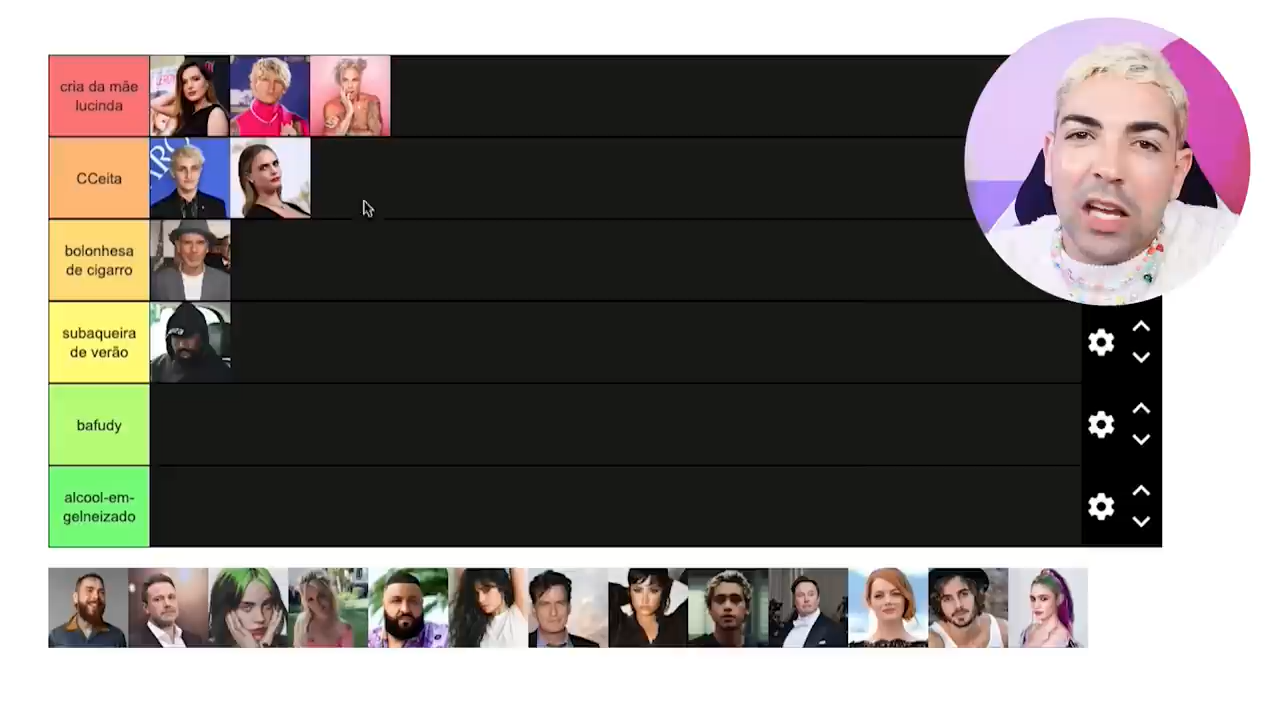 cria da mãe
lucinda
CCeita
bolonhesa
de cigarro
subaqueira
de verão
bafudy
alcool-em-
gelneizado